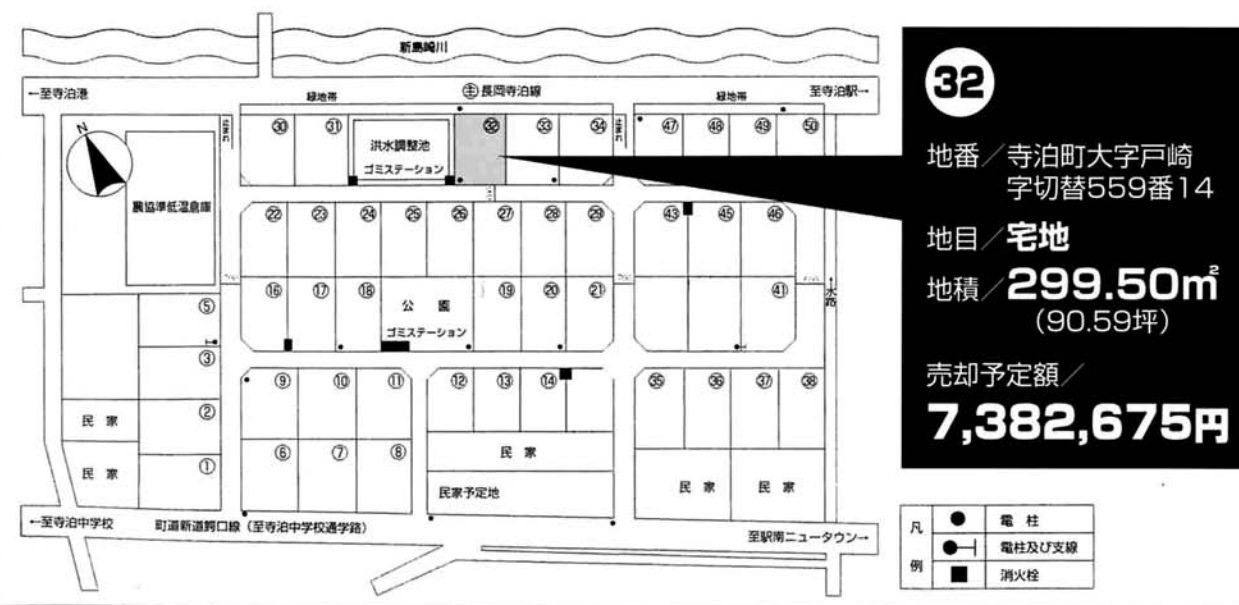 新島崎川
←至寺泊港
緑地帯
主 長岡寺泊線
緑地帯
至寺泊駅→
N
農協準低温倉庫
㉚ ㉛
洪水調整池
ゴミステーション
㉜ ㉝ ㉞
㊼ ㊽ ㊾ ㊿
㉒ ㉓ ㉔ ㉕ ㉖ ㉗ ㉘ ㉙
㊸ ㊺ ㊻
⑯ ⑰ ⑱
公園
ゴミステーション
⑲ ⑳ ㉑
㊶
水路
⑤
③
②
①
民家
民家
⑨ ⑩ ⑪
⑥ ⑦ ⑧
⑫ ⑬ ⑭
民家
民家予定地
㉟ ㊱ ㊲ ㊳
民家 民家
←至寺泊中学校
町道新道鰐口線(至寺泊中学校通学路)
至駅南ニュータウン→
32
地番/寺泊町大字戸崎
字切替559番14
地目/宅地
地積/299.50㎡
(90.59坪)
売却予定額/
7,382,675円
凡例
電柱
電柱及び支線
消火栓